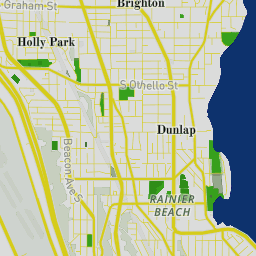 Brighton
Graham St
Holly Park
S Othello St
Dunlap
Beacon Ave S
RAINIER
BEACH